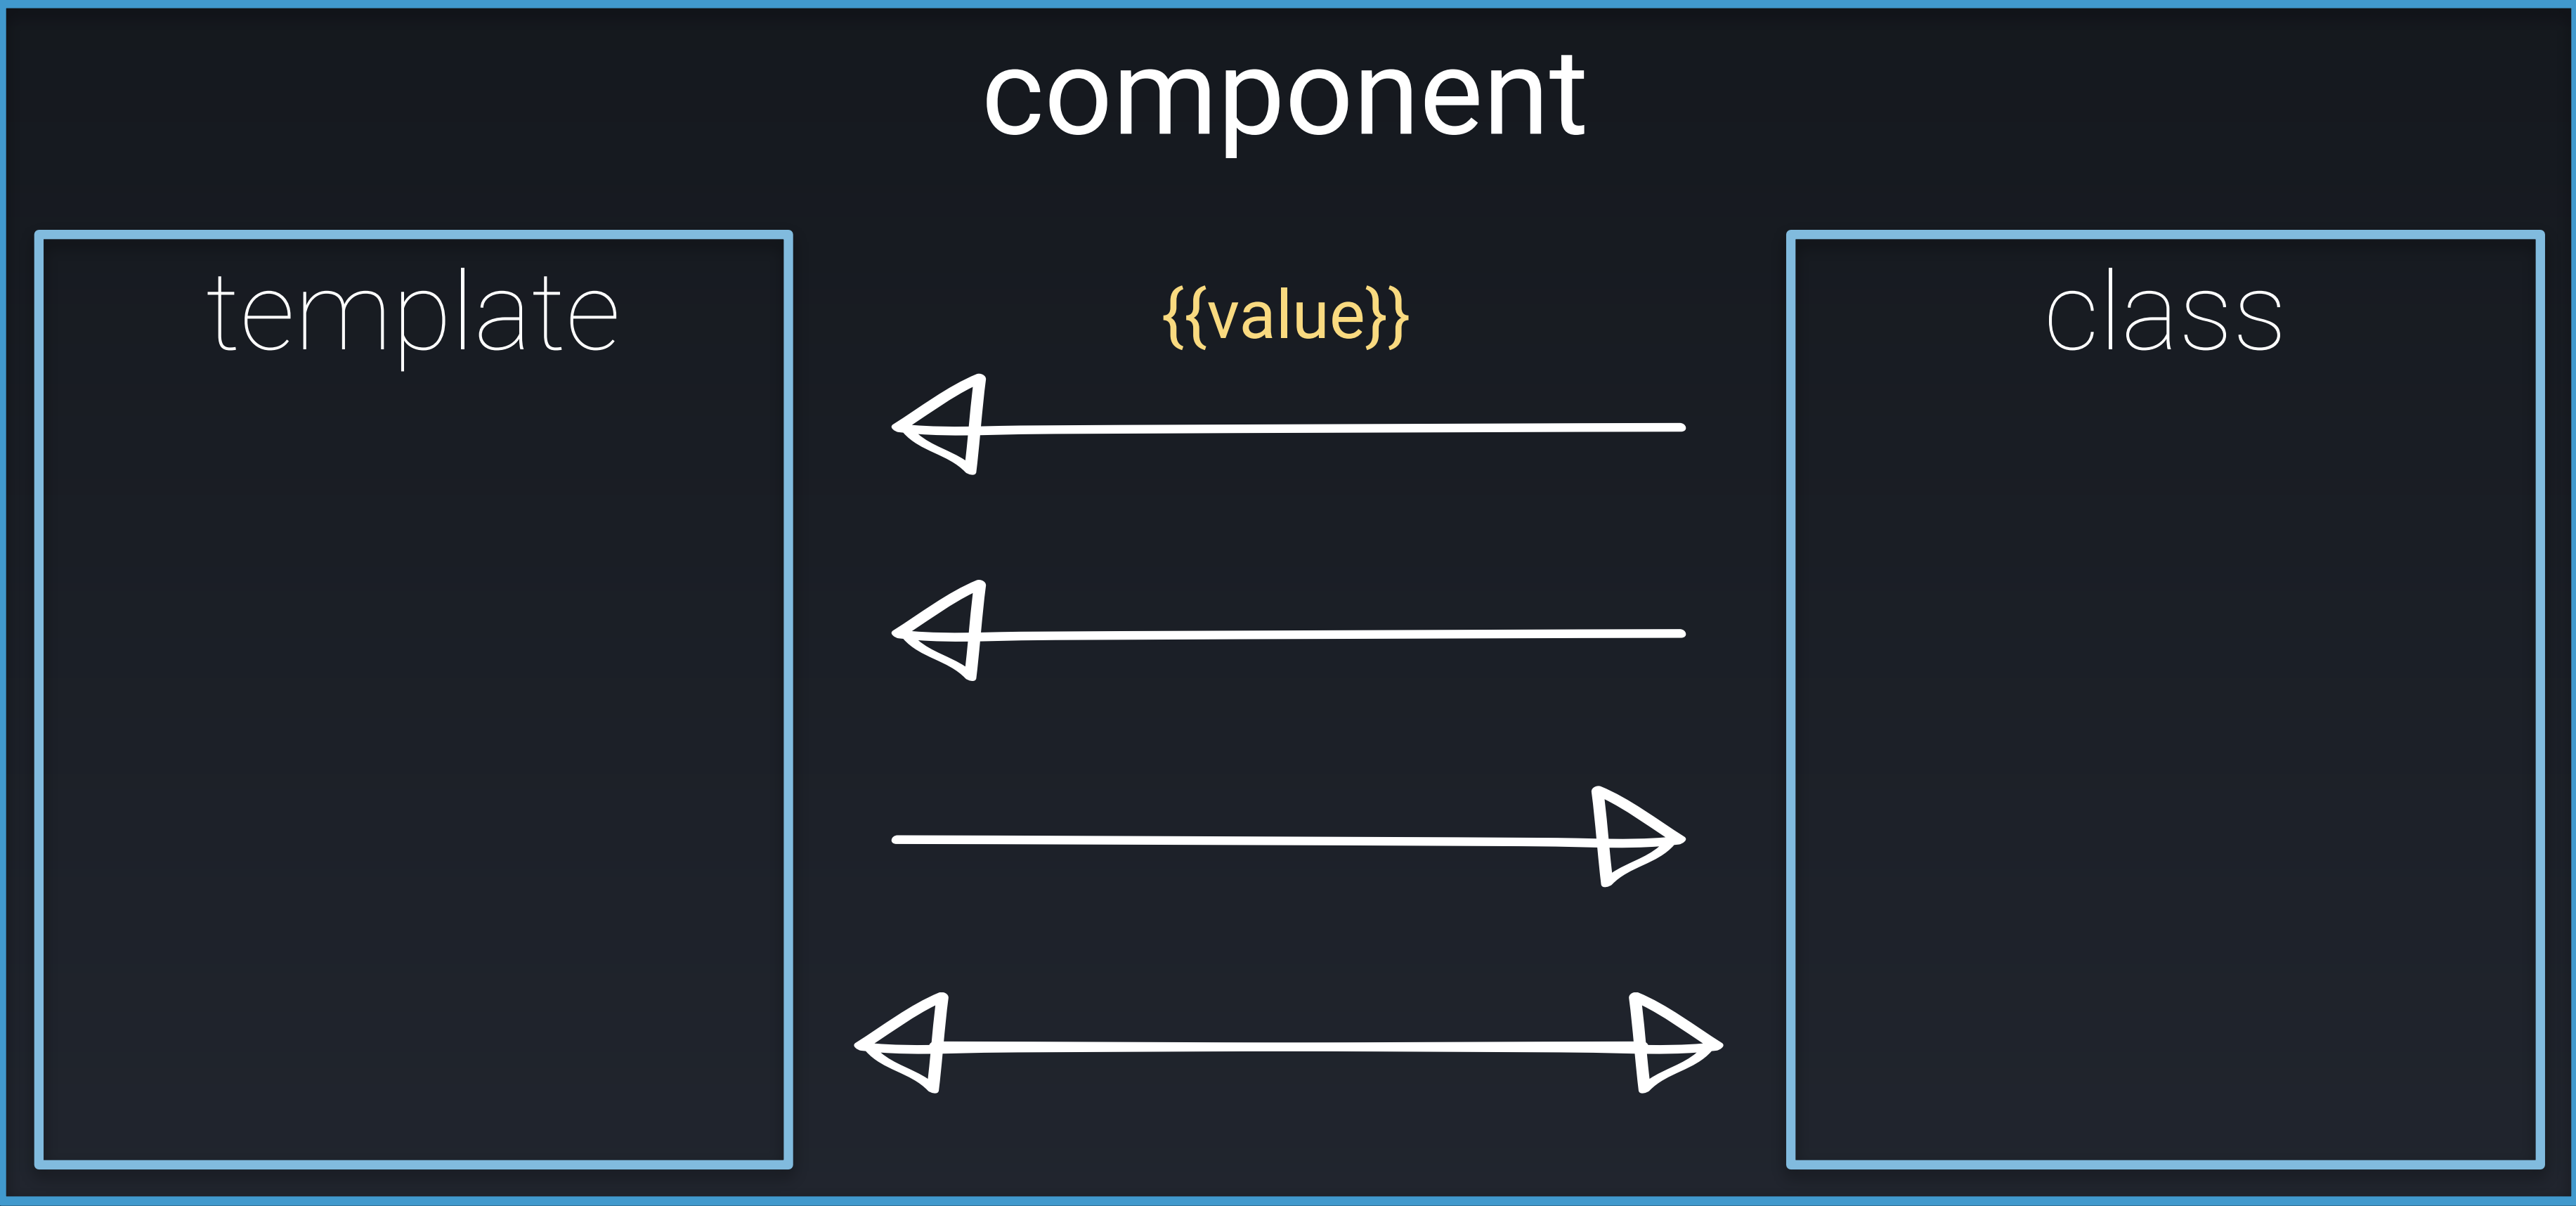 component
template
{{value}}
class